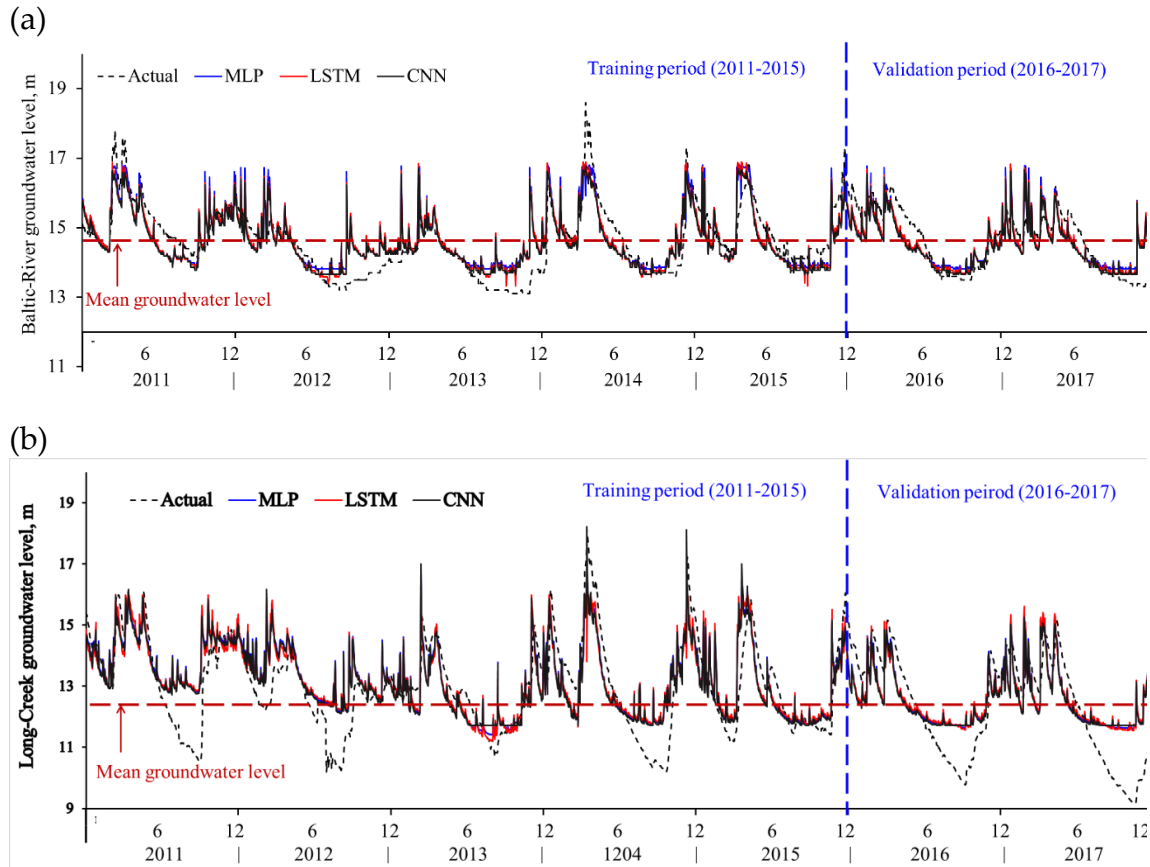 (a)
Baltic-River groundwater level, m
19
17
15
13
11
Actual MLP LSTM CNN
Training period (2011-2015) Validation period (2016-2017)
Mean groundwater level
6 12 6 12 6 12 6 12 6 12 6 12 6
2011 | 2012 | 2013 | 2014 | 2015 | 2016 | 2017
(b)
Long-Creek groundwater level, m
19
17
15
13
11
9
Actual MLP LSTM CNN
Training period (2011-2015) Validation peirod (2016-2017)
Mean groundwater level
6 12 6 12 6 12 6 12 6 12 6 12 6 12
2011 | 2012 | 2013 | 1204 | 2015 | 2016 | 2017